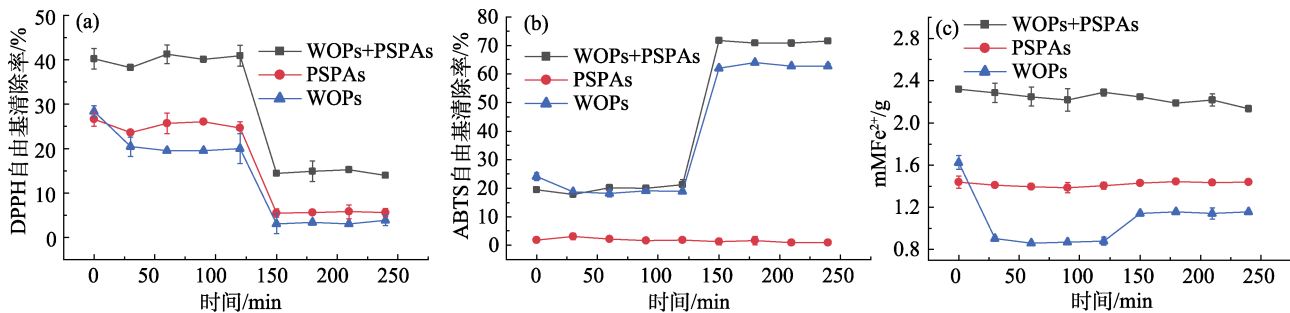 (a)
50
40
30
20
10
0
DPPH自由基清除率/%
WOPs+PSPAs
PSPAs
WOPs
0 50 100 150 200 250
时间/min
(b)
80
70
60
50
40
30
20
10
0
ABTS自由基清除率/%
WOPs+PSPAs
PSPAs
WOPs
0 50 100 150 200 250
时间/min
(c)
2.8
2.4
2.0
1.6
1.2
0.8
mMFe²⁺/g
WOPs+PSPAs
PSPAs
WOPs
0 50 100 150 200 250
时间/min